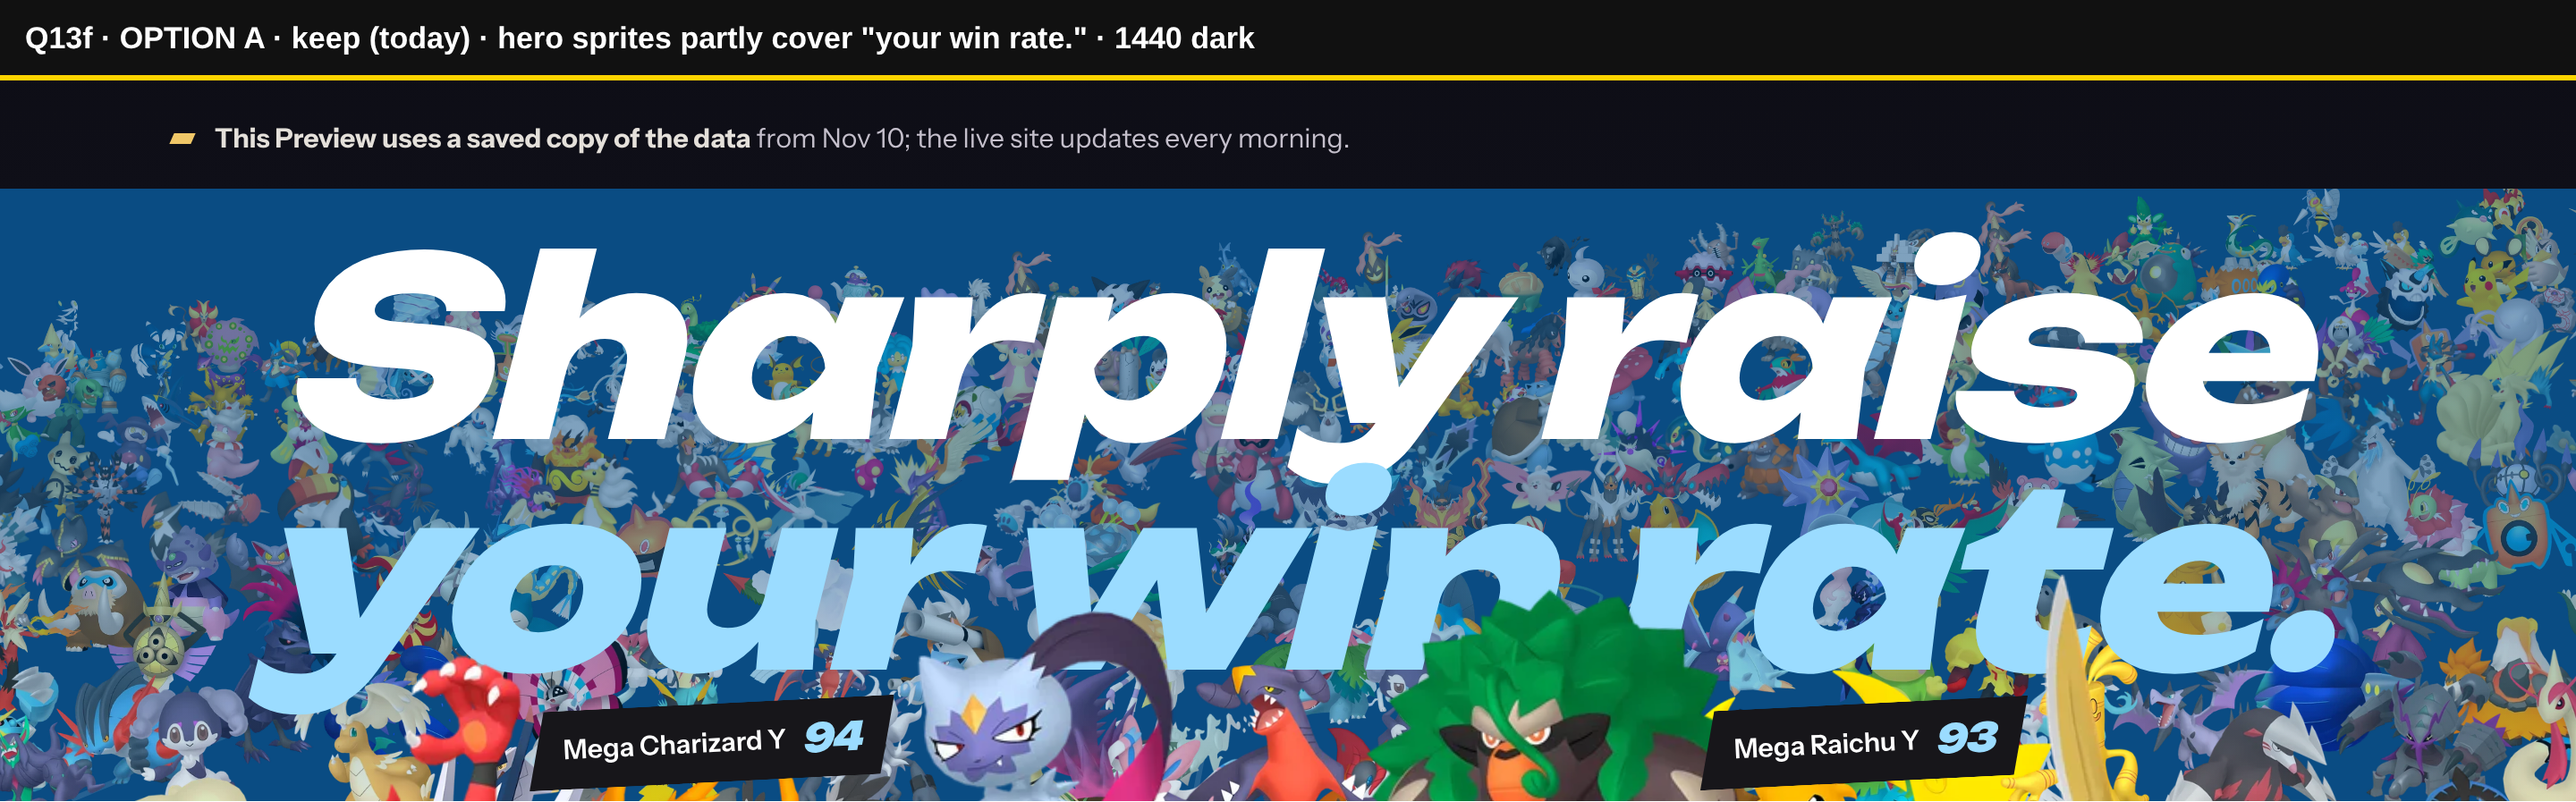 Q13f · OPTION A · keep (today) · hero sprites partly cover "your win rate." · 1440 dark
This Preview uses a saved copy of the data from Nov 10; the live site updates every morning.
Sharply raise
your win rate.
Mega Charizard Y 94
Mega Raichu Y 93